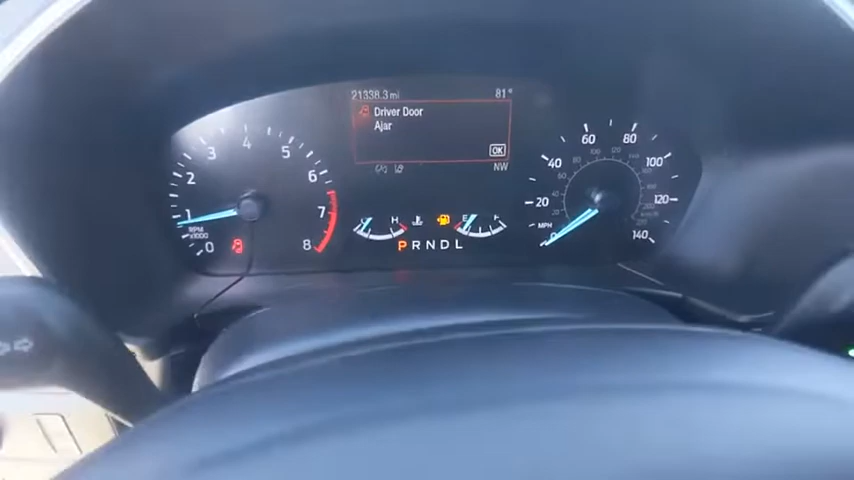 21338.3 mi 81°
Driver Door
Ajar
OK
NW
0 1 2 3 4 5 6 7 8
RPM
x1000
C H
E F
PRNDL
20 40 60 80 100 120 140
MPH